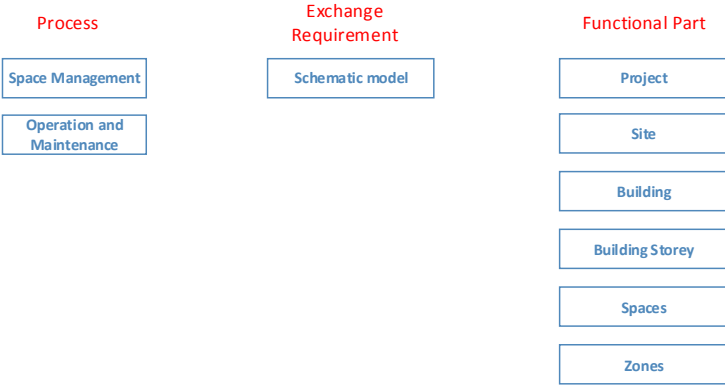 Process
Exchange
Requirement
Functional Part
Space Management
Schematic model
Project
Operation and
Maintenance
Site
Building
Building Storey
Spaces
Zones